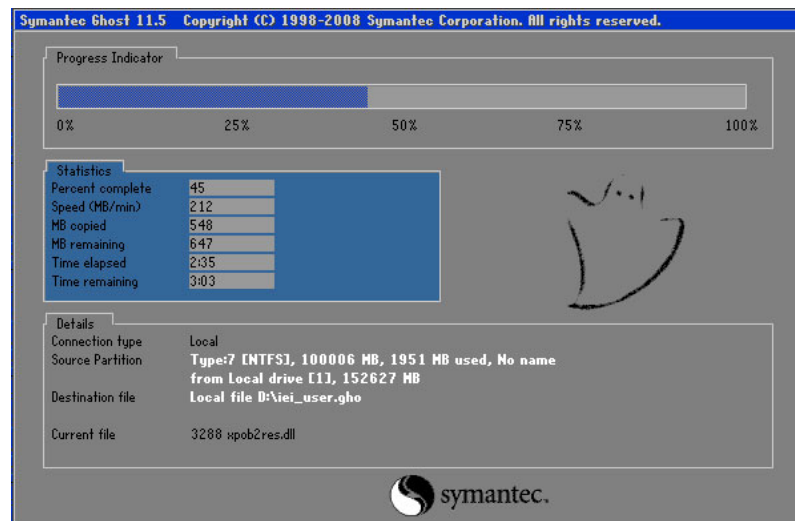 Symantec Ghost 11.5 Copyright (C) 1998-2008 Symantec Corporation. All rights reserved.
Progress Indicator
0% 25% 50% 75% 100%
Statistics
Percent complete 45
Speed (MB/min) 212
MB copied 548
MB remaining 647
Time elapsed 2:35
Time remaining 3:03
Details
Connection type Local
Source Partition Type:7 [NTFS], 100006 MB, 1951 MB used, No name
from Local drive [1], 152627 MB
Destination file Local file D:\iei_user.gho
Current file 3288 xpob2res.dll
symantec.